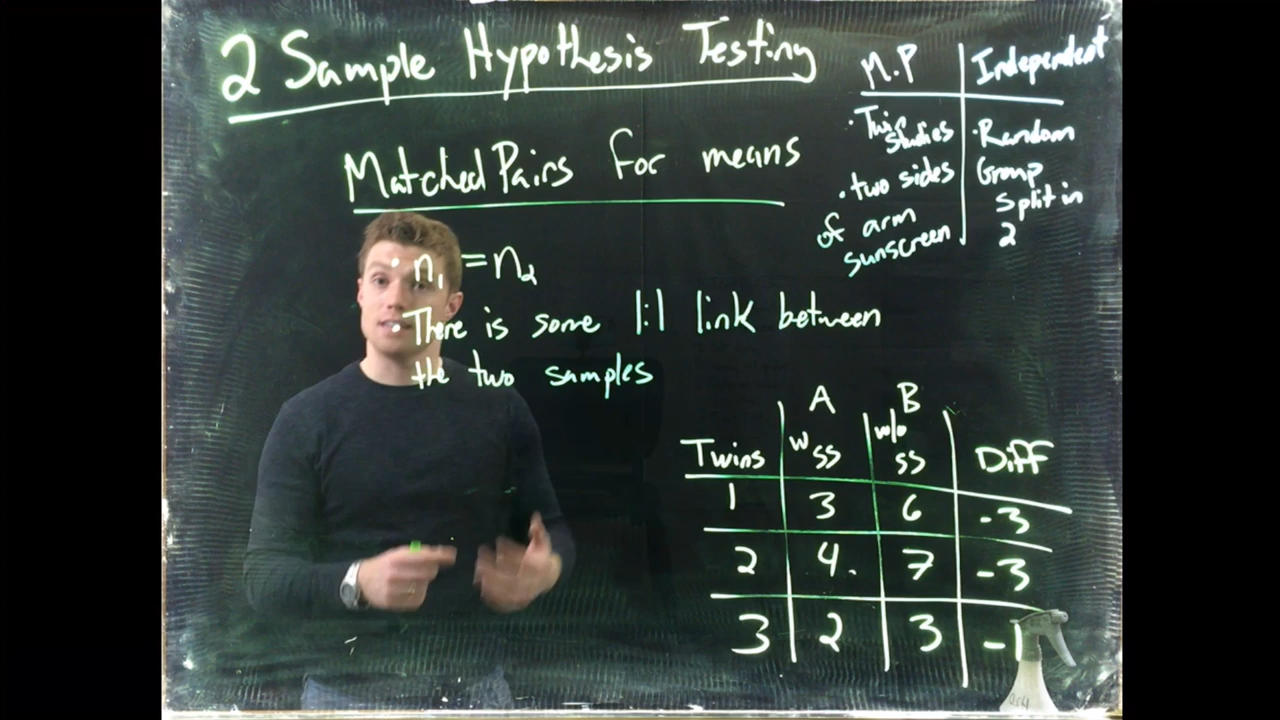 2 Sample Hypothesis Testing
Matched Pairs for means
• n₁ = n₂
• There is some 1:1 link between
the two samples
M.P Independent
• Twin
Studies
• two sides
of arm
sunscreen
• Random
Group
split in
2
A B
Twins w ss w/o ss Diff
1 3 6 -3
2 4. 7 -3
3 2 3 -1